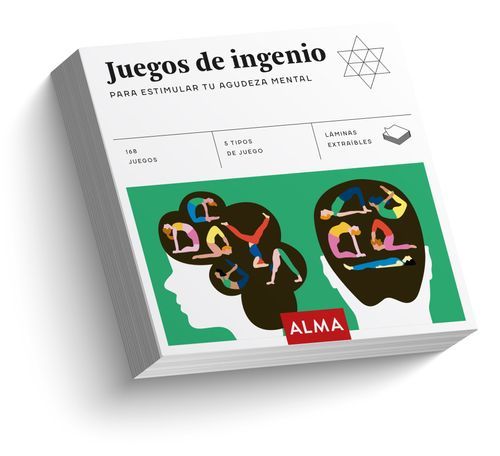 Juegos de ingenio
PARA ESTIMULAR TU AGUDEZA MENTAL
168
JUEGOS
5 TIPOS
DE JUEGO
LÁMINAS
EXTRAÍBLES
ALMA